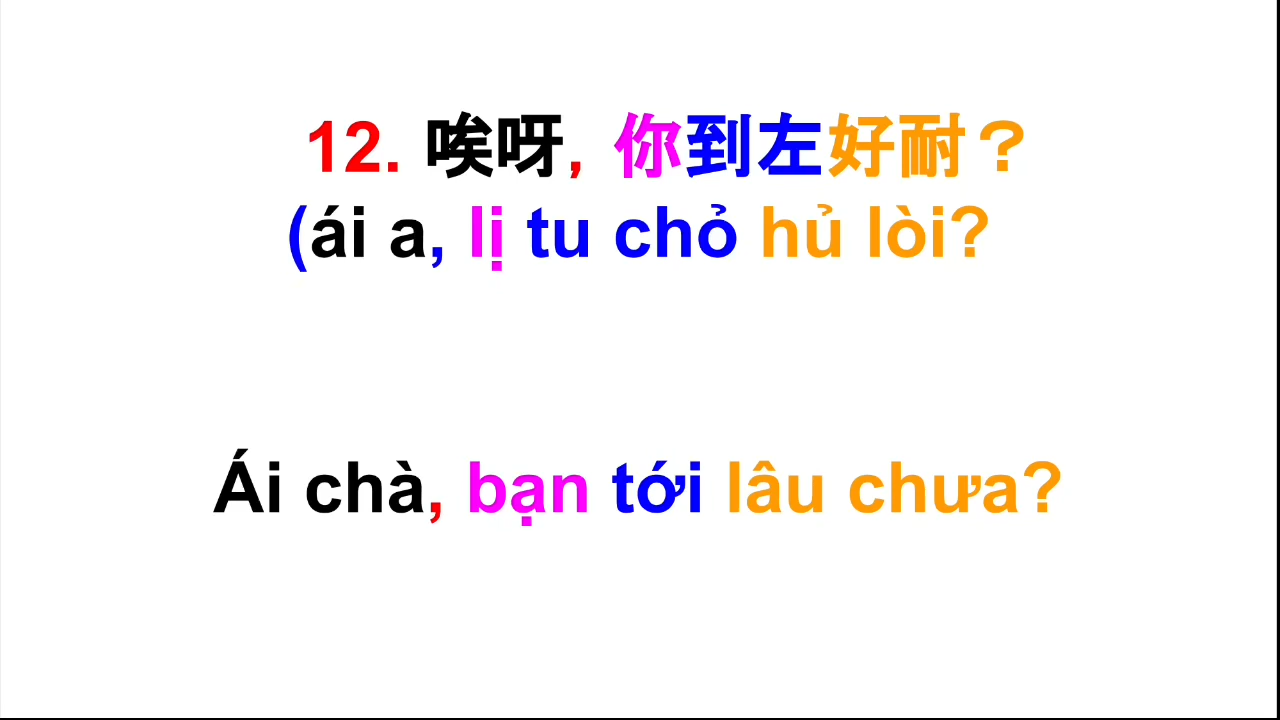 12. 唉呀, 你到左好耐？
(ái a, lị tu chỏ hủ lòi?
Ái chà, bạn tới lâu chưa?